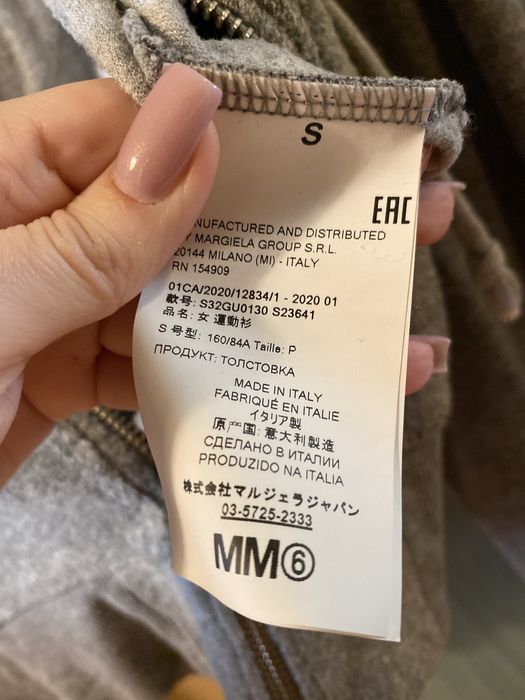 S
EAC
NUFACTURED AND DISTRIBUTED
Y MARGIELA GROUP S.R.L.
20144 MILANO (MI) - ITALY
RN 154909
01CA/2020/12834/1 - 2020 01
款号: S32GU0130 S23641
品名: 女 運動衫
S 号型: 160/84A Taille: P
ПРОДУКТ: ТОЛСТОВКА
MADE IN ITALY
FABRIQUÉ EN ITALIE
イタリア製
原产国: 意大利製造
СДЕЛАНО В ИТАЛИИ
PRODUZIDO NA ITALIA
株式会社マルジェラジャパン
03-5725-2333
MM⑥